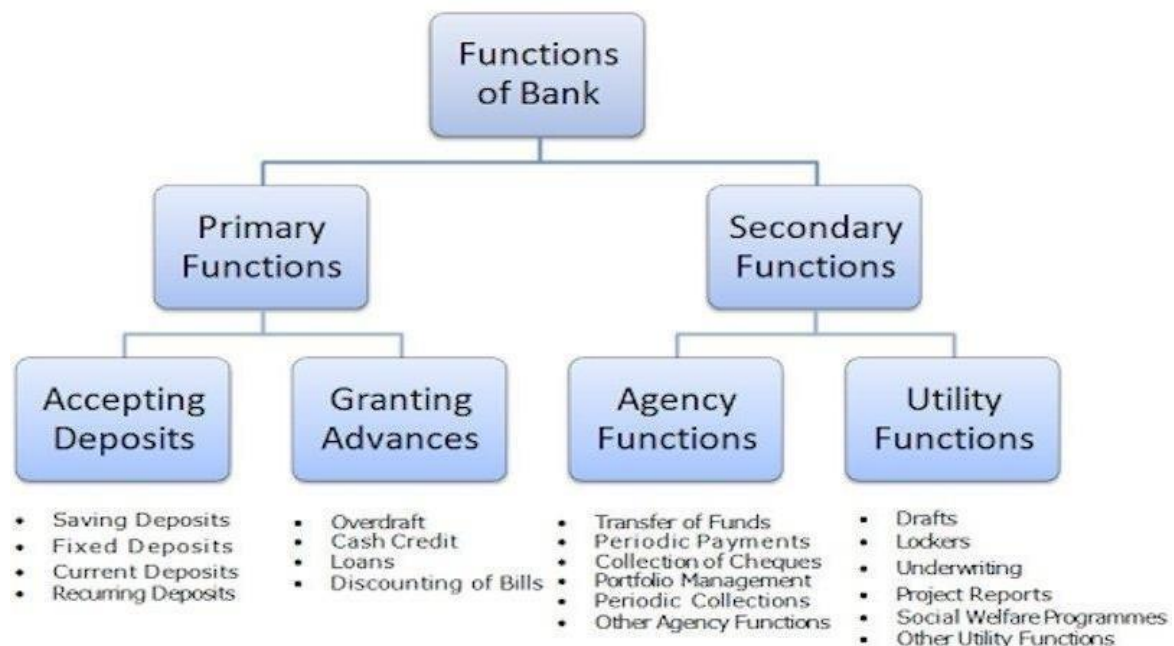 Functions
of Bank
Primary
Functions
Secondary
Functions
Accepting
Deposits
Granting
Advances
Agency
Functions
Utility
Functions
• Saving Deposits
• Fixed Deposits
• Current Deposits
• Recurring Deposits
• Overdraft
• Cash Credit
• Loans
• Discounting of Bills
• Transfer of Funds
• Periodic Payments
• Collection of Cheques
• Portfolio Management
• Periodic Collections
• Other Agency Functions
• Drafts
• Lockers
• Underwriting
• Project Reports
• Social Welfare Programmes
• Other Utility Functions